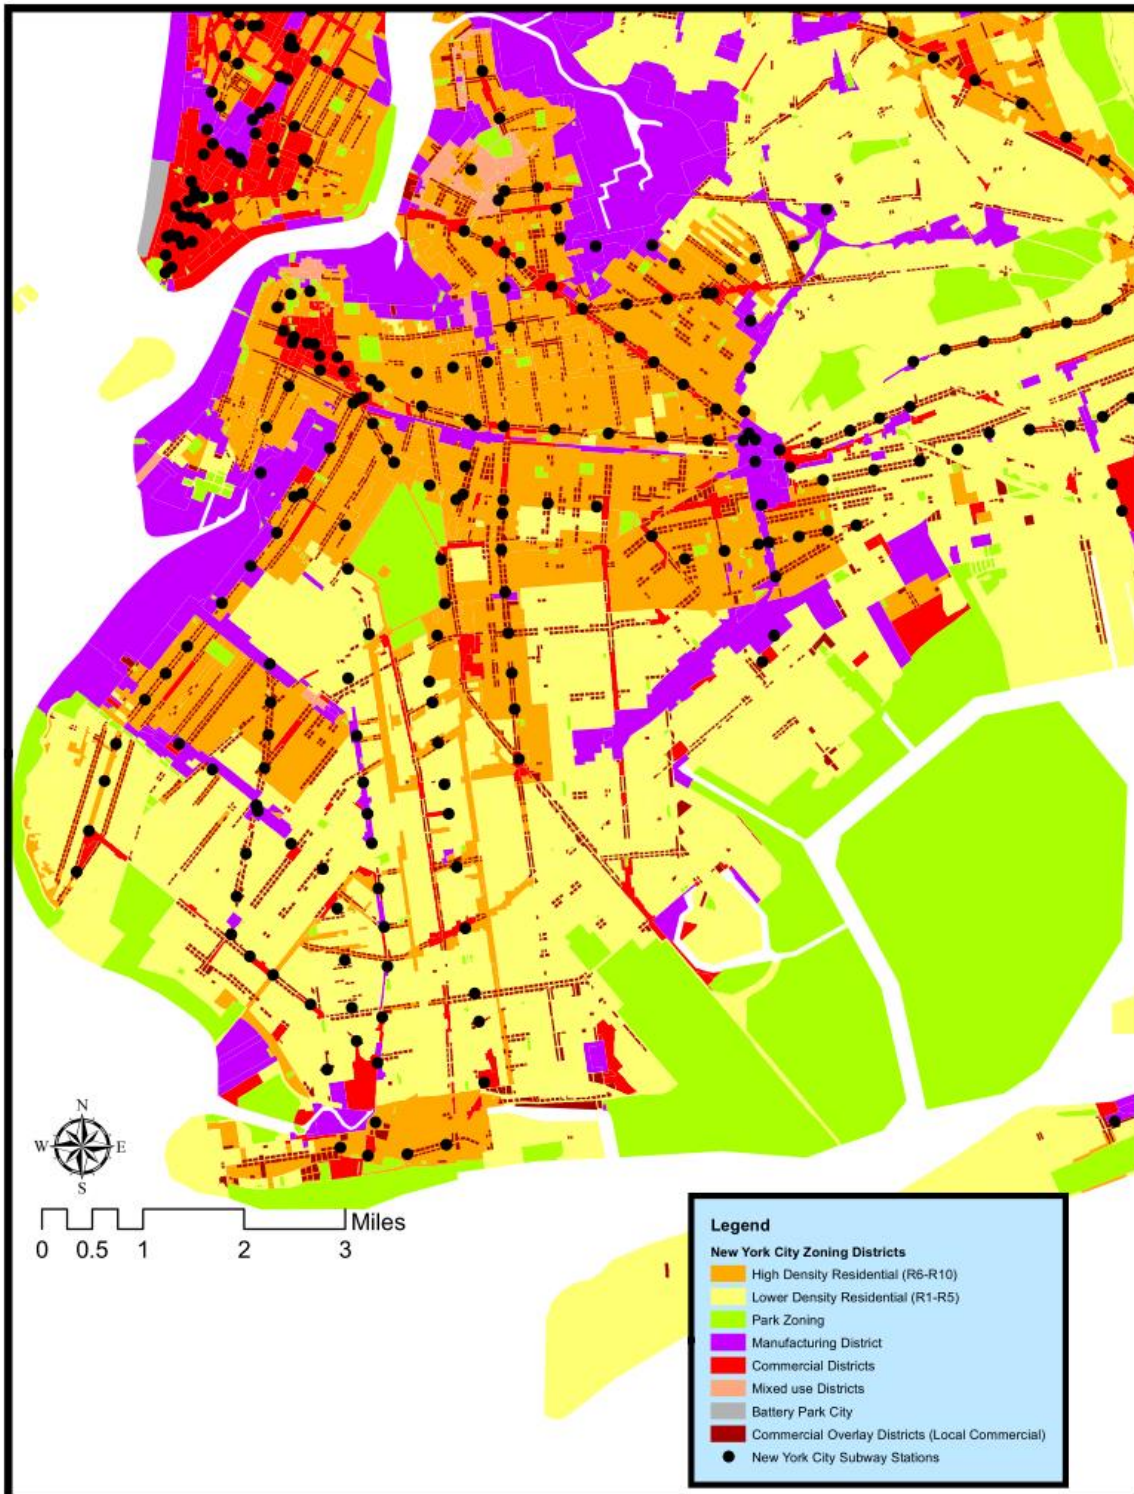 N
W E
S
Miles
0 0.5 1 2 3
Legend
New York City Zoning Districts
High Density Residential (R6-R10)
Lower Density Residential (R1-R5)
Park Zoning
Manufacturing District
Commercial Districts
Mixed use Districts
Battery Park City
Commercial Overlay Districts (Local Commercial)
New York City Subway Stations